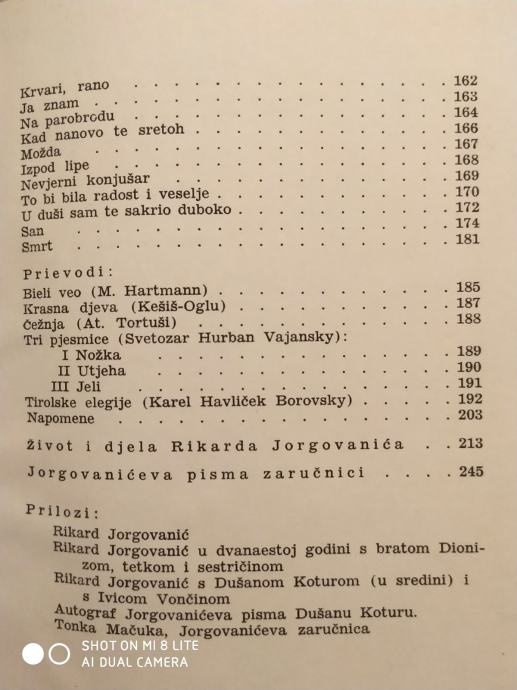 Krvari, rano . . . . . . . . . . . . . . 162
Ja znam . . . . . . . . . . . . . . . 163
Na parobrodu . . . . . . . . . . . . . 164
Kad nanovo te sretoh . . . . . . . . . . 166
Možda . . . . . . . . . . . . . . . . 167
Izpod lipe . . . . . . . . . . . . . . 168
Nevjerni konjušar . . . . . . . . . . . 169
To bi bila radost i veselje . . . . . . . . 170
U duši sam te sakrio duboko . . . . . . . 172
San . . . . . . . . . . . . . . . . 174
Smrt . . . . . . . . . . . . . . . . 181
Prievodi:
Bieli veo (M. Hartmann) . . . . . . . . . 185
Krasna djeva (Kešiš-Oglu) . . . . . . . . 187
Čežnja (At. Tortuši) . . . . . . . . . . 188
Tri pjesmice (Svetozar Hurban Vajansky):
I Nožka . . . . . . . . . . . . 189
II Utjeha . . . . . . . . . . . . 190
III Jeli . . . . . . . . . . . . . 191
Tirolske elegije (Karel Havliček Borovsky) . . . . 192
Napomene . . . . . . . . . . . . . . 203
Život i djela Rikarda Jorgovanića . . 213
Jorgovanićeva pisma zaručnici . . . . 245
Prilozi:
Rikard Jorgovanić
Rikard Jorgovanić u dvanaestoj godini s bratom Dioni-
zom, tetkom i sestričinom
Rikard Jorgovanić s Dušanom Koturom (u sredini) i
s Ivicom Vončinom
Autograf Jorgovanićeva pisma Dušanu Koturu.
Tonka Mačuka, Jorgovanićeva zaručnica
SHOT ON MI 8 LITE
AI DUAL CAMERA